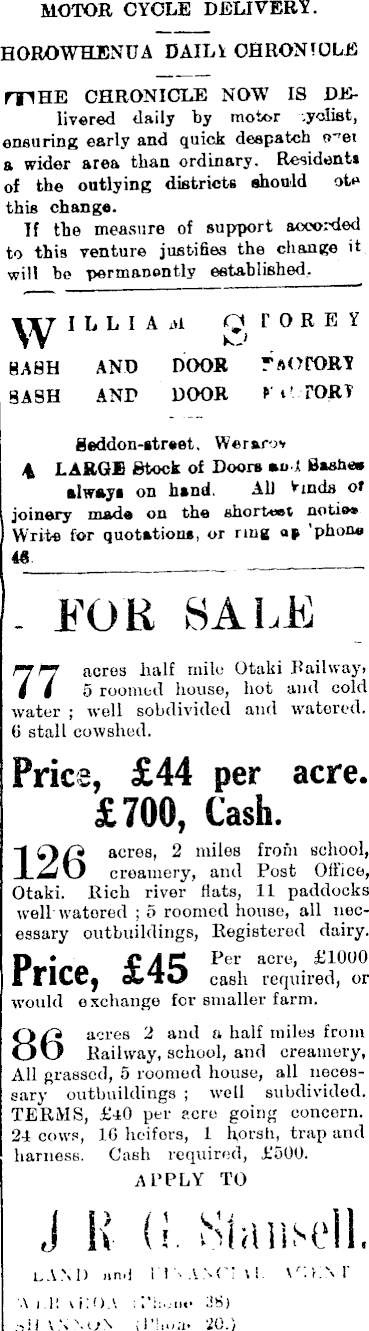 MOTOR CYCLE DELIVERY.
HOROWHENUA DAILY CHRONICLE
THE CHRONICLE NOW IS DE-
livered daily by motor cyclist,
ensuring early and quick despatch over
a wider area than ordinary. Residents
of the outlying districts should note
this change.
If the measure of support accorded
to this venture justifies the change it
will be permanently established.
WILLIAM STOREY
SASH AND DOOR FACTORY
SASH AND DOOR FACTORY
Seddon-street, Weraroa
A LARGE Stock of Doors and Sashes
always on hand. All kinds of
joinery made on the shortest notice
Write for quotations, or ring up 'phone
46
- FOR SALE
77 acres half mile Otaki Railway,
5 roomed house, hot and cold
water ; well sobdivided and watered.
6 stall cowshed.
Price, £44 per acre.
£700, Cash.
126 acres, 2 miles from school,
creamery, and Post Office,
Otaki. Rich river flats, 11 paddocks
well watered ; 5 roomed house, all nec-
essary outbuildings, Registered dairy.
Price, £45 Per acre, £1000
cash required, or
would exchange for smaller farm.
86 acres 2 and a half miles from
Railway, school, and creamery,
All grassed, 5 roomed house, all neces-
sary outbuildings ; well subdivided.
TERMS, £40 per acre going concern.
24 cows, 16 heifers, 1 horsh, trap and
harness. Cash required, £500.
APPLY TO
J R G. Stansell,
LAND and FINANCIAL AGENT
WERAROA (Phone 38)
SHANNON (Phone 20.)